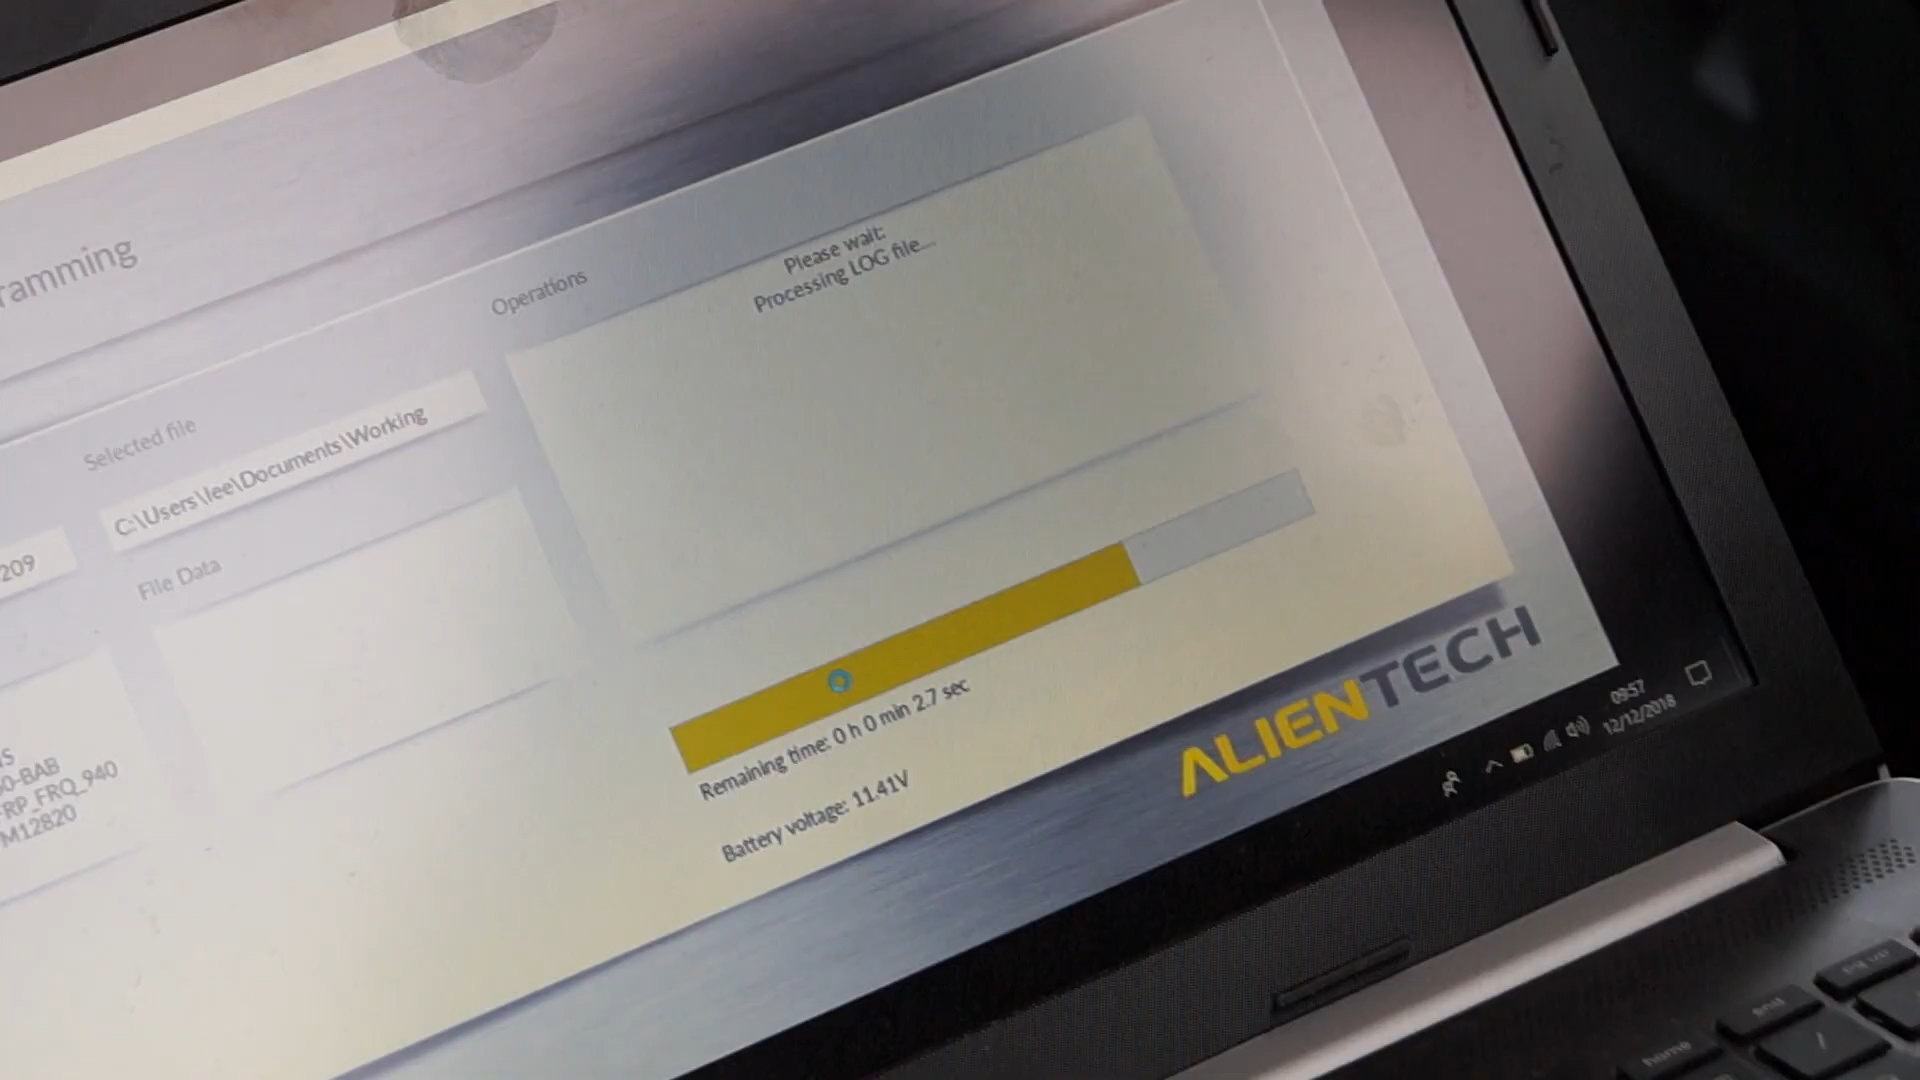 ramming
Operations
Please wait:
Processing LOG file...
Selected file
C:\Users\lee\Documents\Working
209
File Data
0-BAB
RP_FRQ_940
M12820
Remaining time: 0 h 0 min 2.7 sec
Battery voltage: 11.41V
ALIENTECH
09:57
12/12/2018
end
home